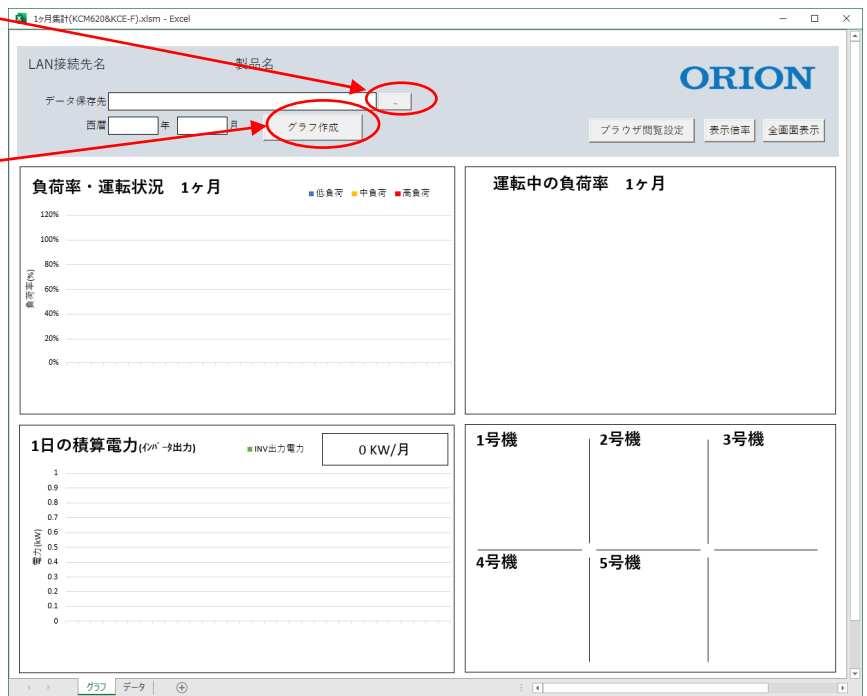 1ヶ月集計(KCM620&KCE-F).xlsm - Excel
LAN接続先名 製品名
ORION
データ保存先 ..
西暦 年 月 グラフ作成 ブラウザ閲覧設定 表示倍率 全画面表示
負荷率・運転状況 1ヶ月
低負荷 中負荷 高負荷
120%
100%
80%
60%
40%
20%
0%
負荷率(%)
運転中の負荷率 1ヶ月
1日の積算電力(ｲﾝﾊﾞｰﾀ出力)
INV出力電力
0 KW/月
1
0.9
0.8
0.7
0.6
0.5
0.4
0.3
0.2
0.1
0
電力(kW)
1号機 2号機 3号機
4号機 5号機
グラフ データ